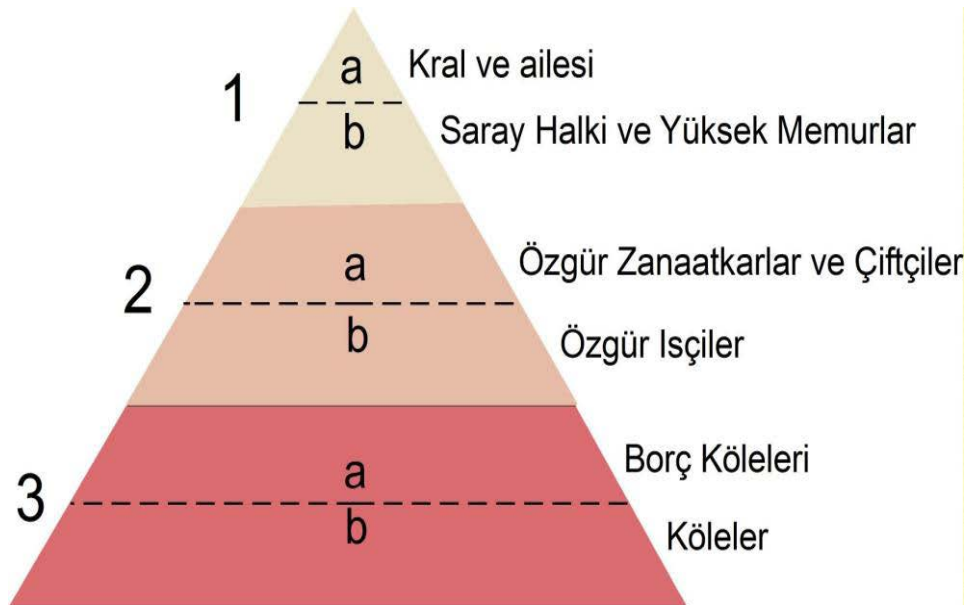 1
a
Kral ve ailesi
b
Saray Halki ve Yüksek Memurlar
2
a
Özgür Zanaatkarlar ve Çiftçiler
b
Özgür Isçiler
3
a
Borç Köleleri
b
Köleler